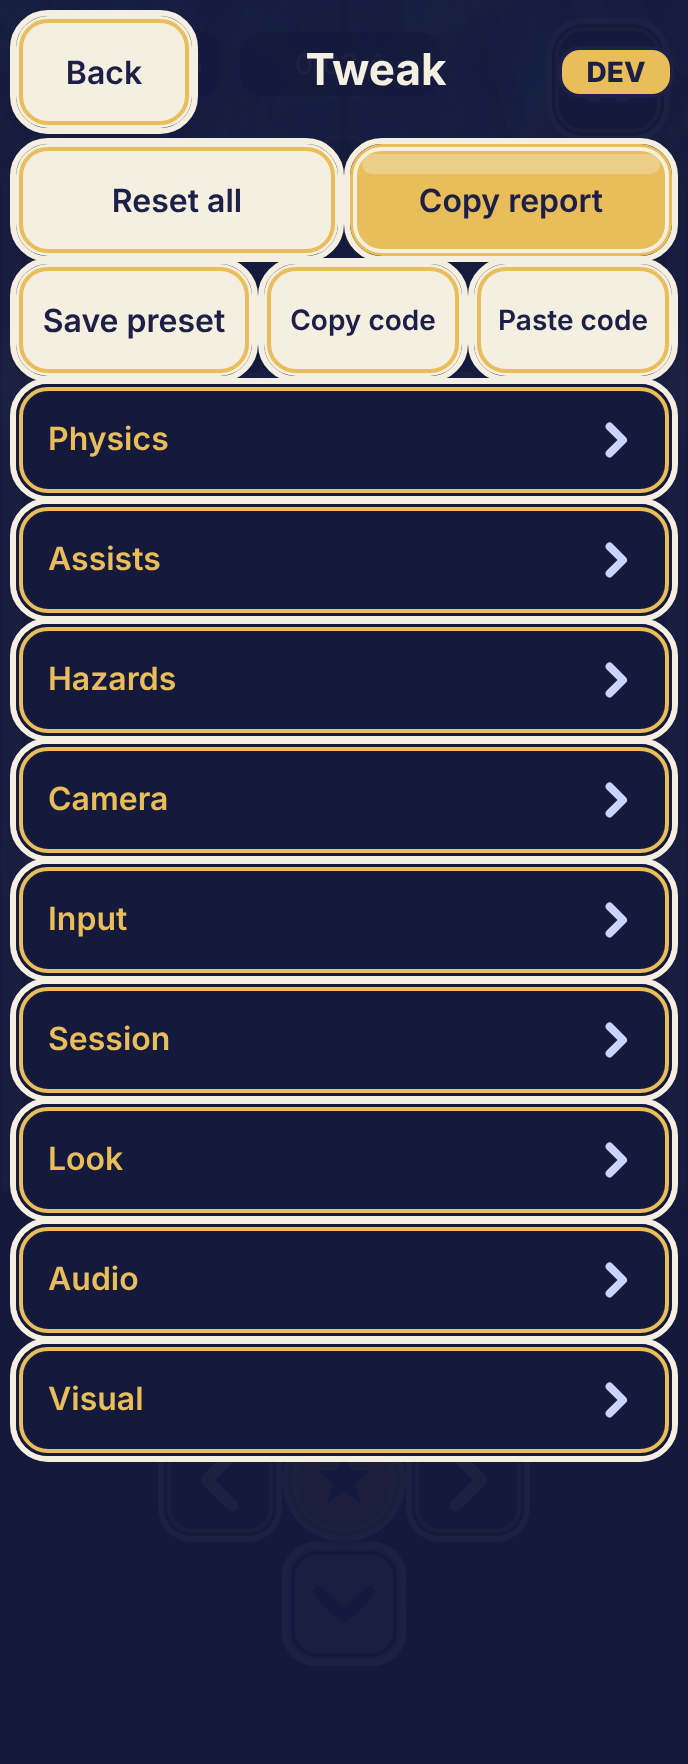 Back
Tweak
DEV
Reset all
Copy report
Save preset
Copy code
Paste code
Physics
Assists
Hazards
Camera
Input
Session
Look
Audio
Visual